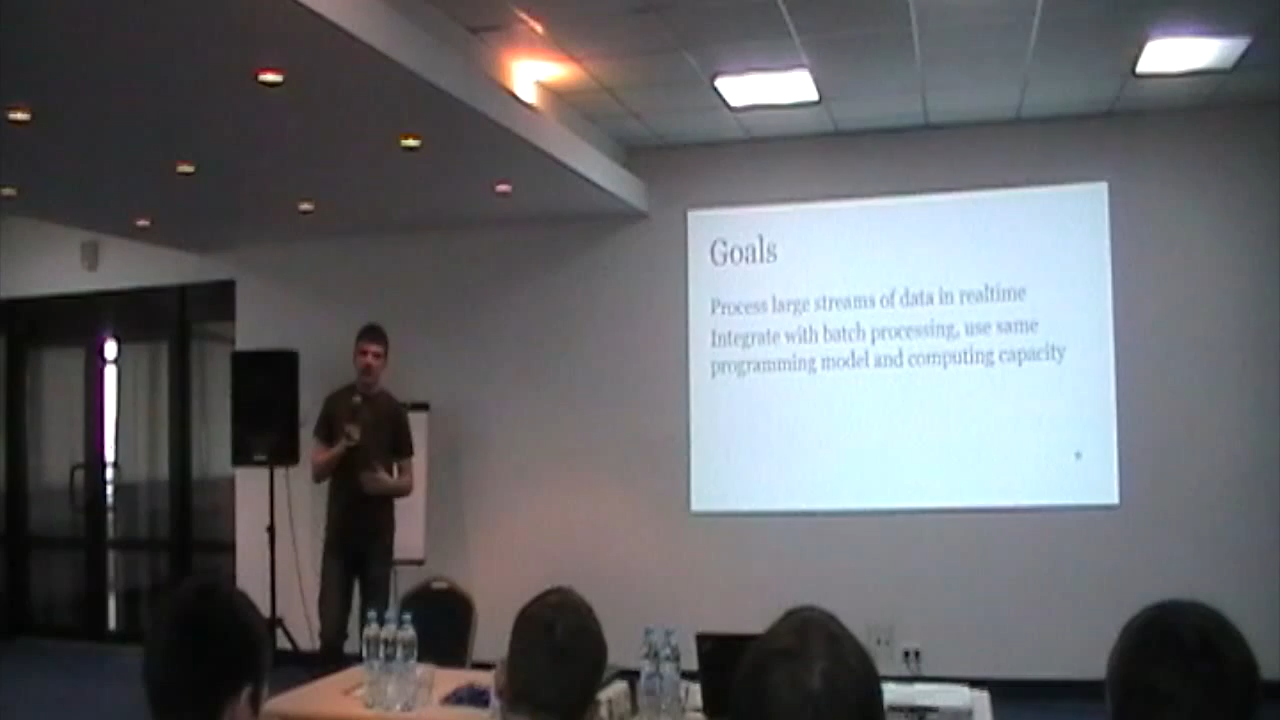 Goals
Process large streams of data in realtime
Integrate with batch processing, use same
programming model and computing capacity